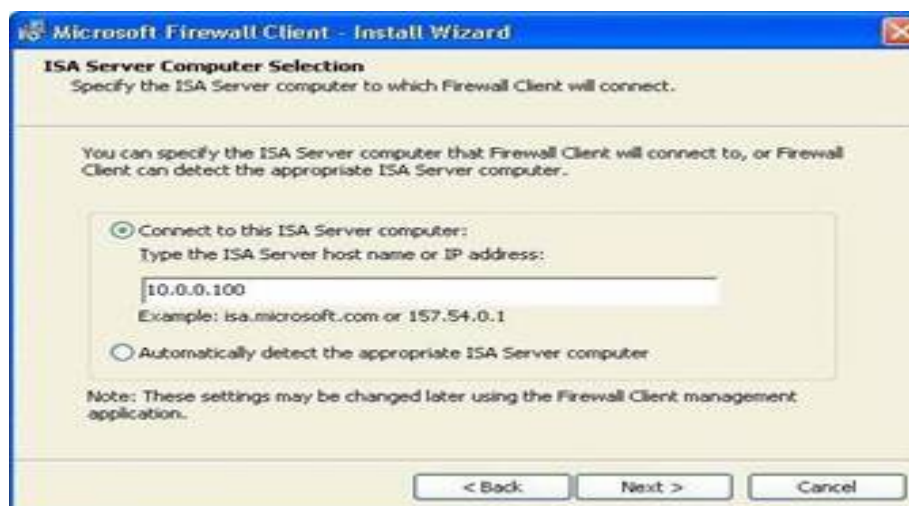 Microsoft Firewall Client - Install Wizard
ISA Server Computer Selection
Specify the ISA Server computer to which Firewall Client will connect.
You can specify the ISA Server computer that Firewall Client will connect to, or Firewall
Client can detect the appropriate ISA Server computer.
Connect to this ISA Server computer:
Type the ISA Server host name or IP address:
10.0.0.100
Example: isa.microsoft.com or 157.54.0.1
Automatically detect the appropriate ISA Server computer
Note: These settings may be changed later using the Firewall Client management
application.
< Back
Next >
Cancel